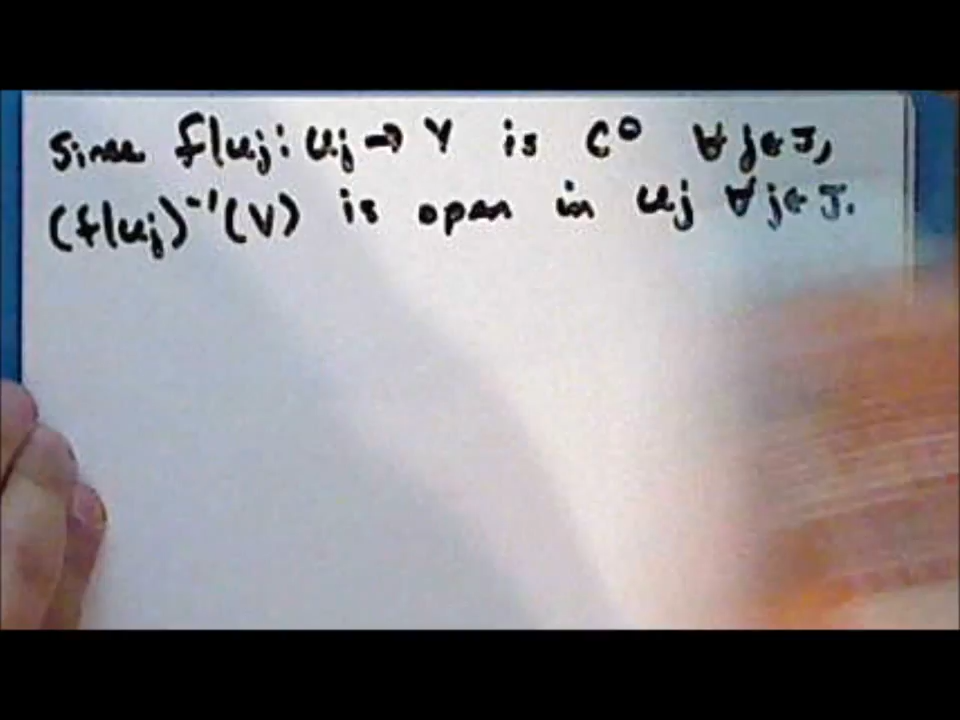 Since f|uj : uj → Y is C⁰ ∀ j ∈ J,
(f|uj)⁻¹(V) is open in uj ∀ j ∈ J.